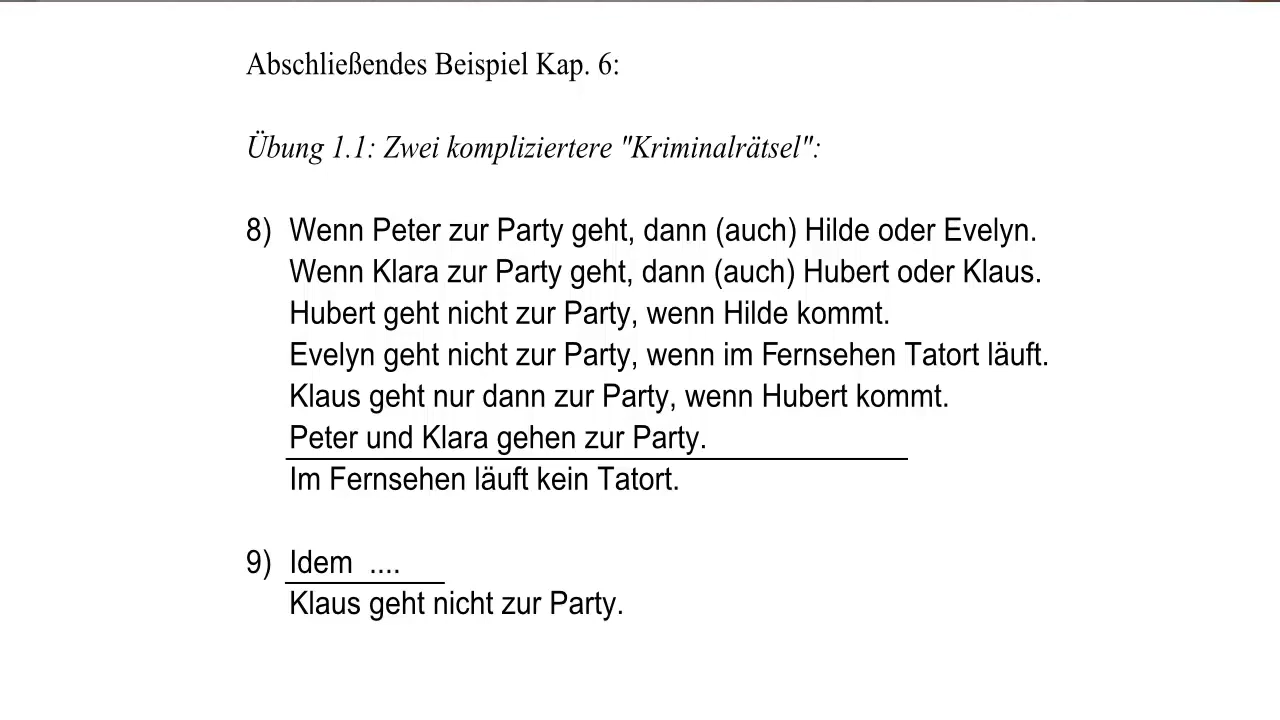 Abschließendes Beispiel Kap. 6:
Übung 1.1: Zwei kompliziertere "Kriminalrätsel":
8) Wenn Peter zur Party geht, dann (auch) Hilde oder Evelyn.
Wenn Klara zur Party geht, dann (auch) Hubert oder Klaus.
Hubert geht nicht zur Party, wenn Hilde kommt.
Evelyn geht nicht zur Party, wenn im Fernsehen Tatort läuft.
Klaus geht nur dann zur Party, wenn Hubert kommt.
Peter und Klara gehen zur Party.
Im Fernsehen läuft kein Tatort.
9) Idem ....
Klaus geht nicht zur Party.